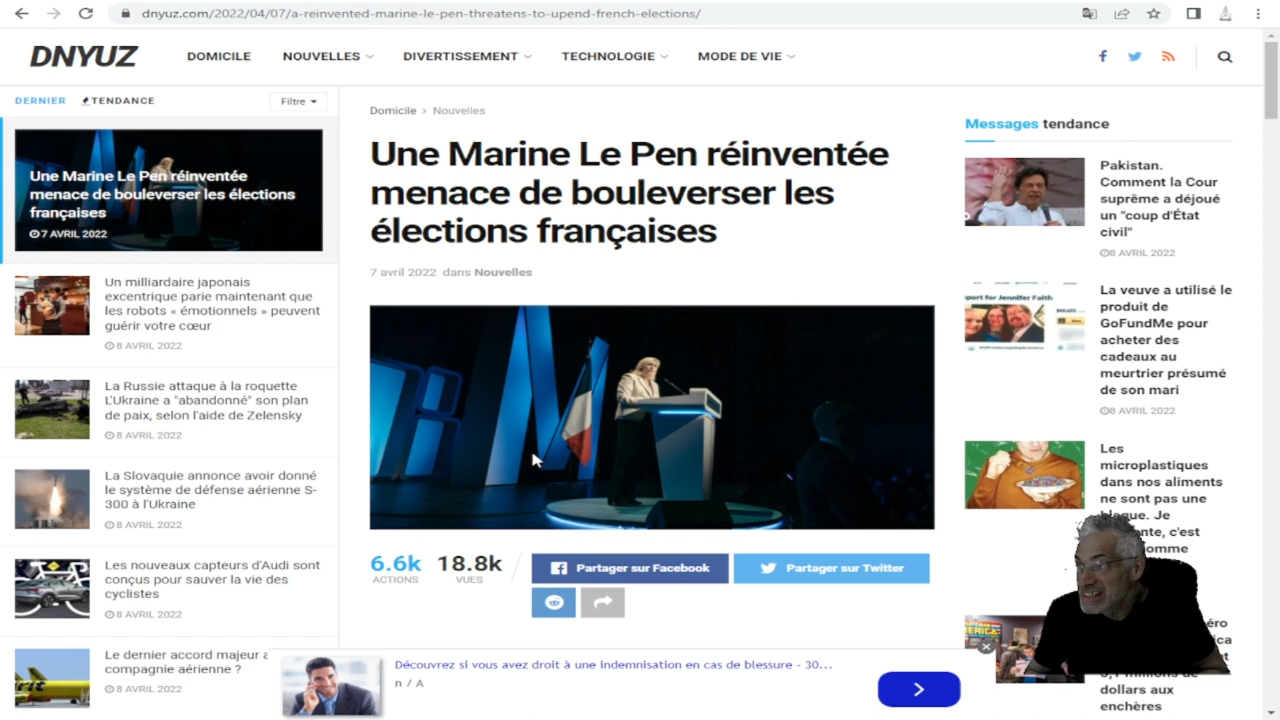 dnyuz.com/2022/04/07/a-reinvented-marine-le-pen-threatens-to-upend-french-elections/
DNYUZ
DOMICILE
NOUVELLES
DIVERTISSEMENT
TECHNOLOGIE
MODE DE VIE
DERNIER
TENDANCE
Filtre
Une Marine Le Pen réinventée
menace de bouleverser les élections
françaises
7 AVRIL 2022
Un milliardaire japonais
excentrique parie maintenant que
les robots « émotionnels » peuvent
guérir votre cœur
8 AVRIL 2022
La Russie attaque à la roquette
L'Ukraine a "abandonné" son plan
de paix, selon l'aide de Zelensky
8 AVRIL 2022
La Slovaquie annonce avoir donné
le système de défense aérienne S-
300 à l'Ukraine
8 AVRIL 2022
Les nouveaux capteurs d'Audi sont
conçus pour sauver la vie des
cyclistes
8 AVRIL 2022
Le dernier accord majeur
compagnie aérienne ?
8 AVRIL 2022
Domicile > Nouvelles
Une Marine Le Pen réinventée
menace de bouleverser les
élections françaises
7 avril 2022 dans Nouvelles
6.6k
ACTIONS
18.8k
VUES
Partager sur Facebook
Partager sur Twitter
Découvrez si vous avez droit à une indemnisation en cas de blessure - 30...
n / A
Messages tendance
Pakistan.
Comment la Cour
suprême a déjoué
un "coup d'État
civil"
8 AVRIL 2022
port for Jennifer Faith
La veuve a utilisé le
produit de
GoFundMe pour
acheter des
cadeaux au
meurtrier présumé
de son mari
8 AVRIL 2022
Les
microplastiques
dans nos aliments
ne sont pas une
Je
c'est
dollars aux
enchères